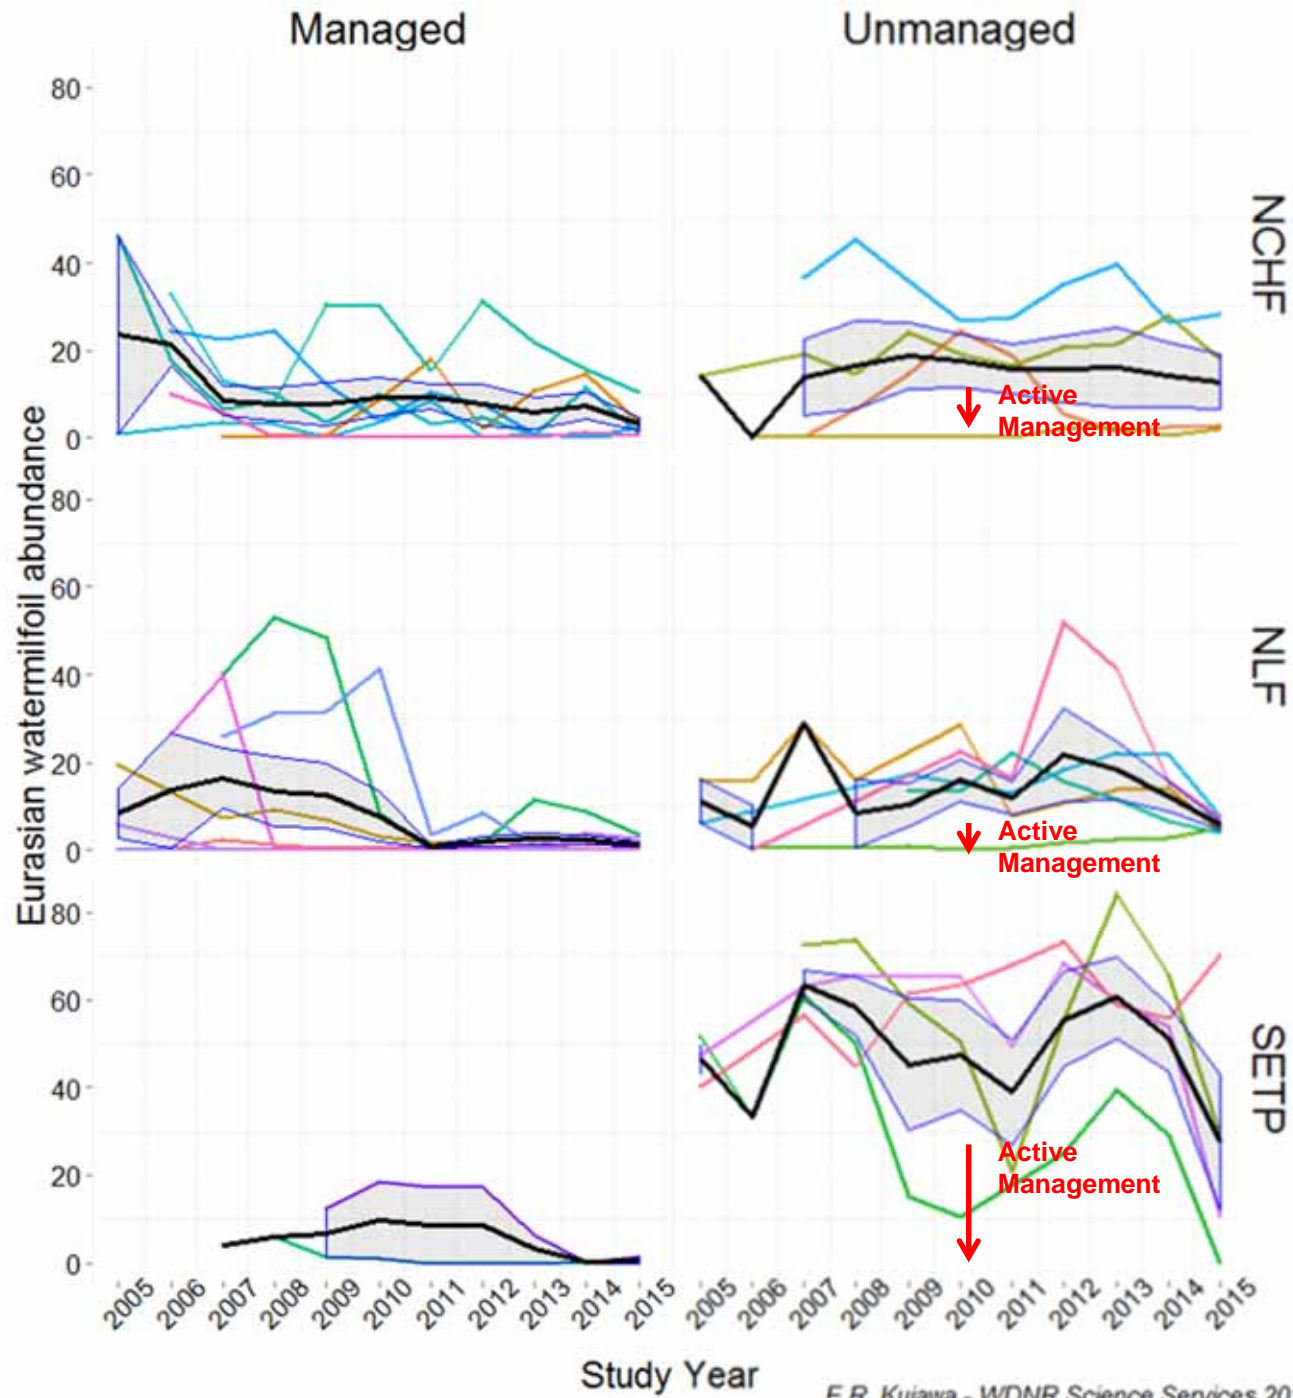 Managed
Unmanaged
80
60
40
20
0
NCHF
Active
Management
Eurasian watermilfoil abundance
80
60
40
20
0
NLF
Active
Management
80
60
40
20
0
SETP
Active
Management
2005 2006 2007 2008 2009 2010 2011 2012 2013 2014 2015
2005 2006 2007 2008 2009 2010 2011 2012 2013 2014 2015
Study Year
E.R. Kujawa - WDNR Science Services 20